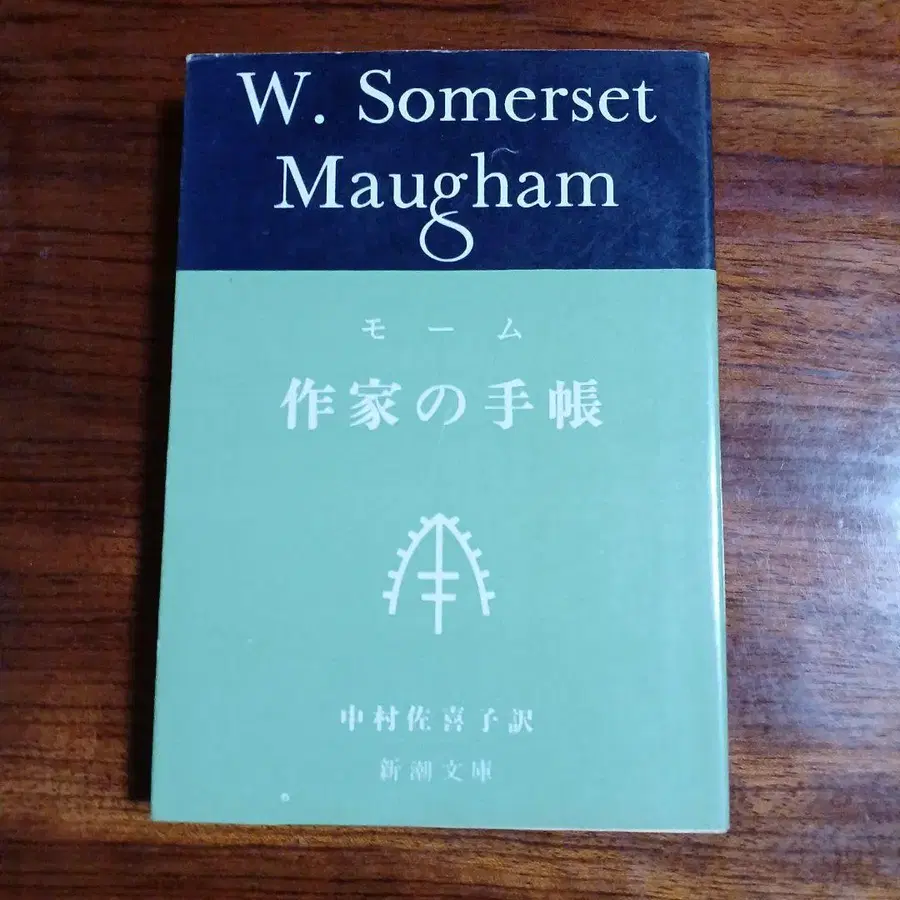 W. Somerset
Maugham
モーム
作家の手帳
中村佐喜子訳
新潮文庫